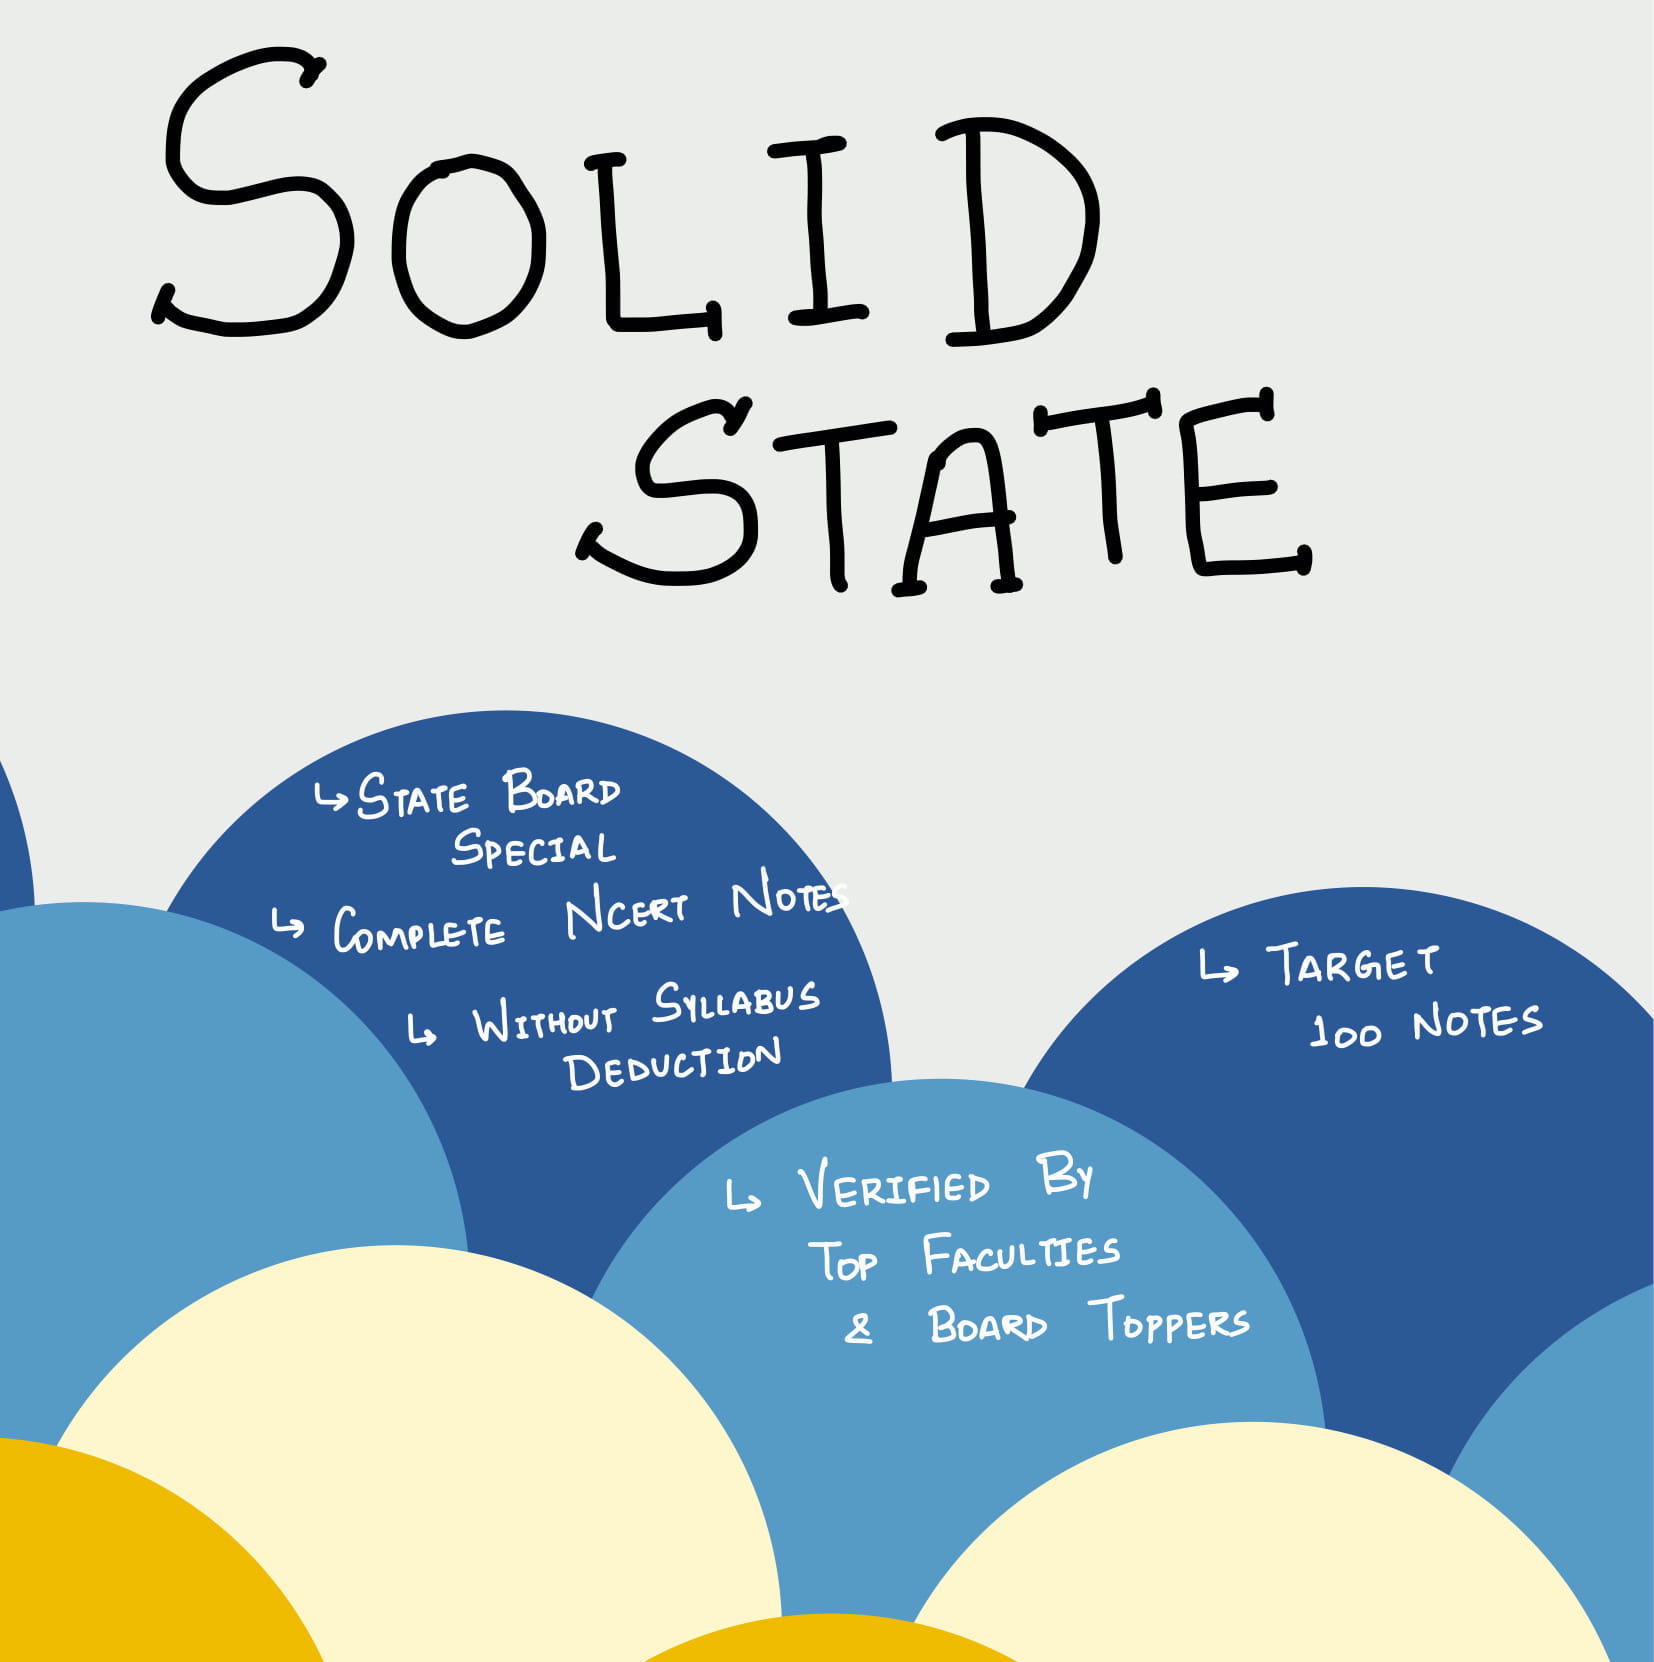 SOLID
STATE
↳ STATE BOARD
SPECIAL
↳ COMPLETE NCERT NOTES
↳ WITHOUT SYLLABUS
DEDUCTION
↳ TARGET
100 NOTES
↳ VERIFIED BY
TOP FACULTIES
& BOARD TOPPERS